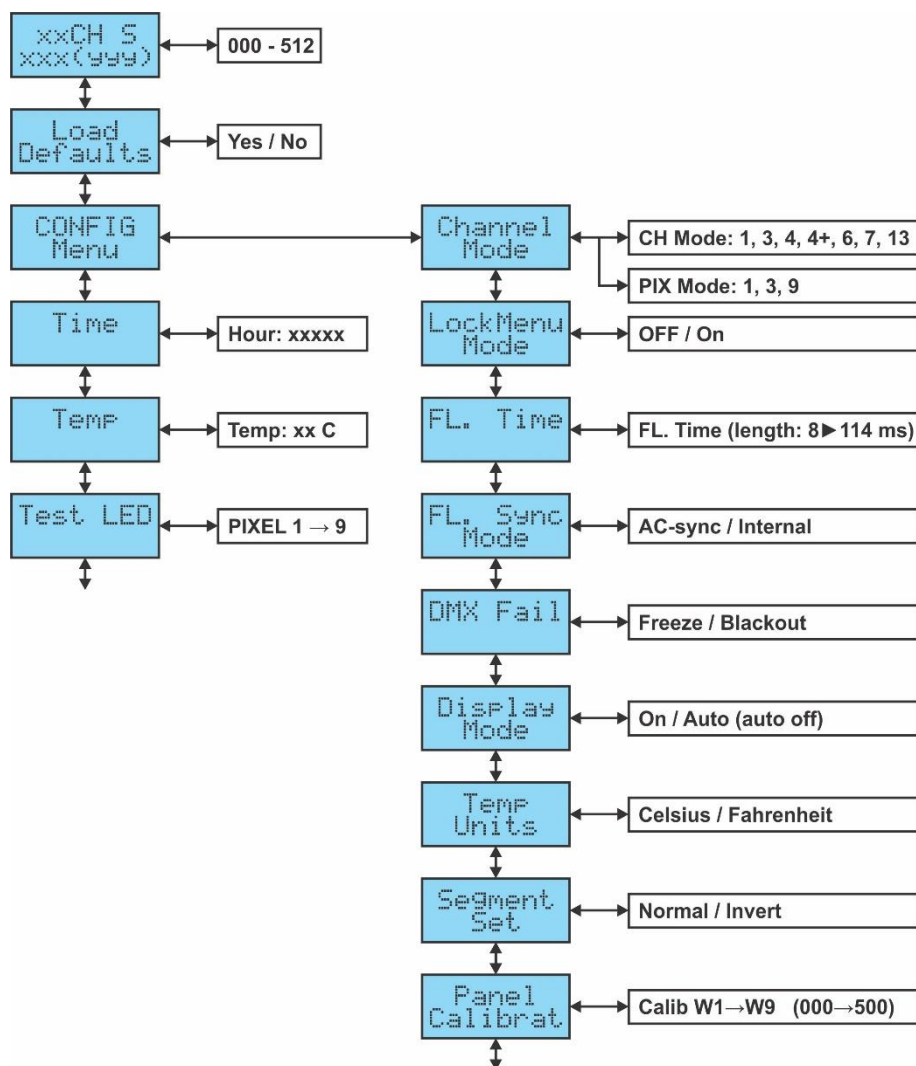 xxCH S
xxx(yyy)
000 - 512
Load
Defaults
Yes / No
CONFIG
Menu
Time
Hour: xxxxx
Temp
Temp: xx C
Test LED
PIXEL 1 → 9
Channel
Mode
CH Mode: 1, 3, 4, 4+, 6, 7, 13
PIX Mode: 1, 3, 9
LockMenu
Mode
OFF / On
FL. Time
FL. Time (length: 8►114 ms)
FL. Sync
Mode
AC-sync / Internal
DMX Fail
Freeze / Blackout
Display
Mode
On / Auto (auto off)
Temp
Units
Celsius / Fahrenheit
Segment
Set
Normal / Invert
Panel
Calibrat
Calib W1→W9 (000→500)